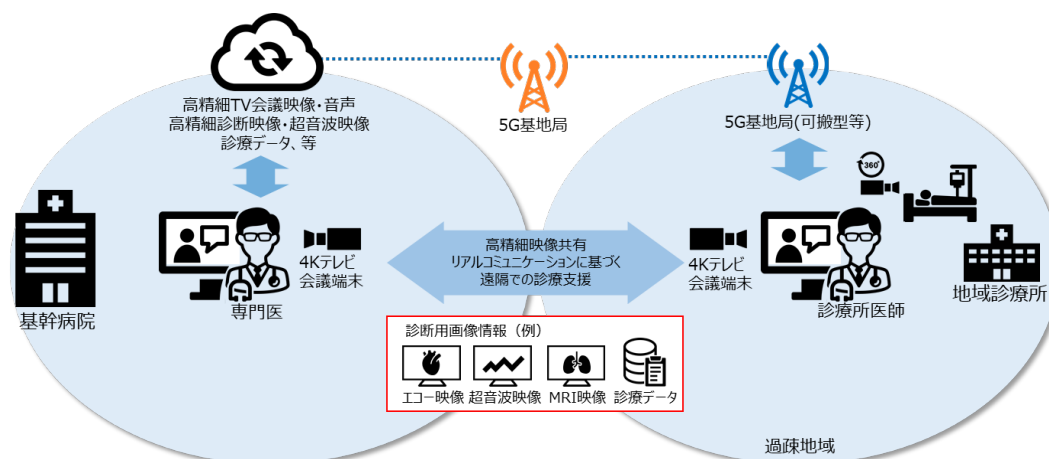 高精細TV会議映像・音声
高精細診断映像・超音波映像
診療データ、等
5G基地局
5G基地局(可搬型等)
360°
基幹病院
専門医
4Kテレビ
会議端末
高精細映像共有
リアルコミュニケーションに基づく
遠隔での診療支援
4Kテレビ
会議端末
診療所医師
地域診療所
診断用画像情報（例）
エコー映像
超音波映像
MRI映像
診療データ
過疎地域